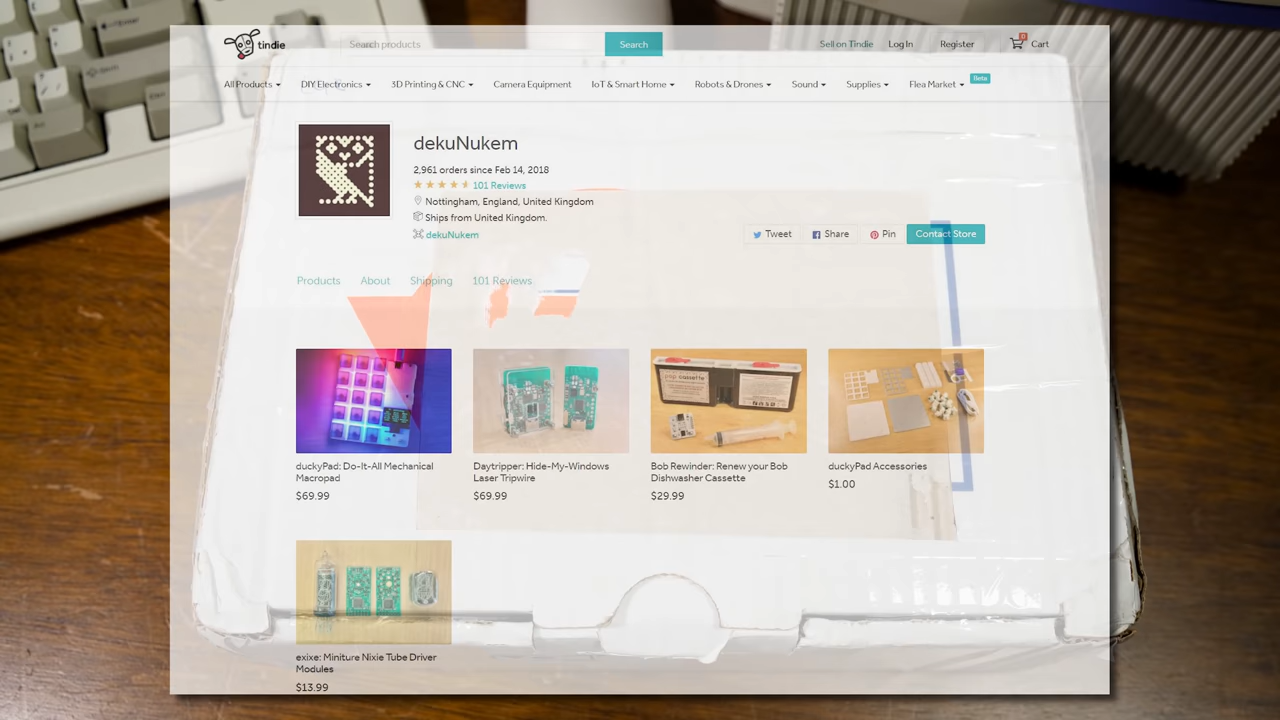 tindie
Search products
Search
Sell on Tindie
Log In
Register
0
Cart
All Products
DIY Electronics
3D Printing & CNC
Camera Equipment
IoT & Smart Home
Robots & Drones
Sound
Supplies
Flea Market
Beta
dekuNukem
2,961 orders since Feb 14, 2018
101 Reviews
Nottingham, England, United Kingdom
Ships from United Kingdom.
dekuNukem
Tweet
Share
Pin
Contact Store
Products
About
Shipping
101 Reviews
duckyPad: Do-It-All Mechanical
Macropad
$69.99
Daytripper: Hide-My-Windows
Laser Tripwire
$69.99
Bob Rewinder: Renew your Bob
Dishwasher Cassette
$29.99
duckyPad Accessories
$1.00
exixe: Miniture Nixie Tube Driver
Modules
$13.99